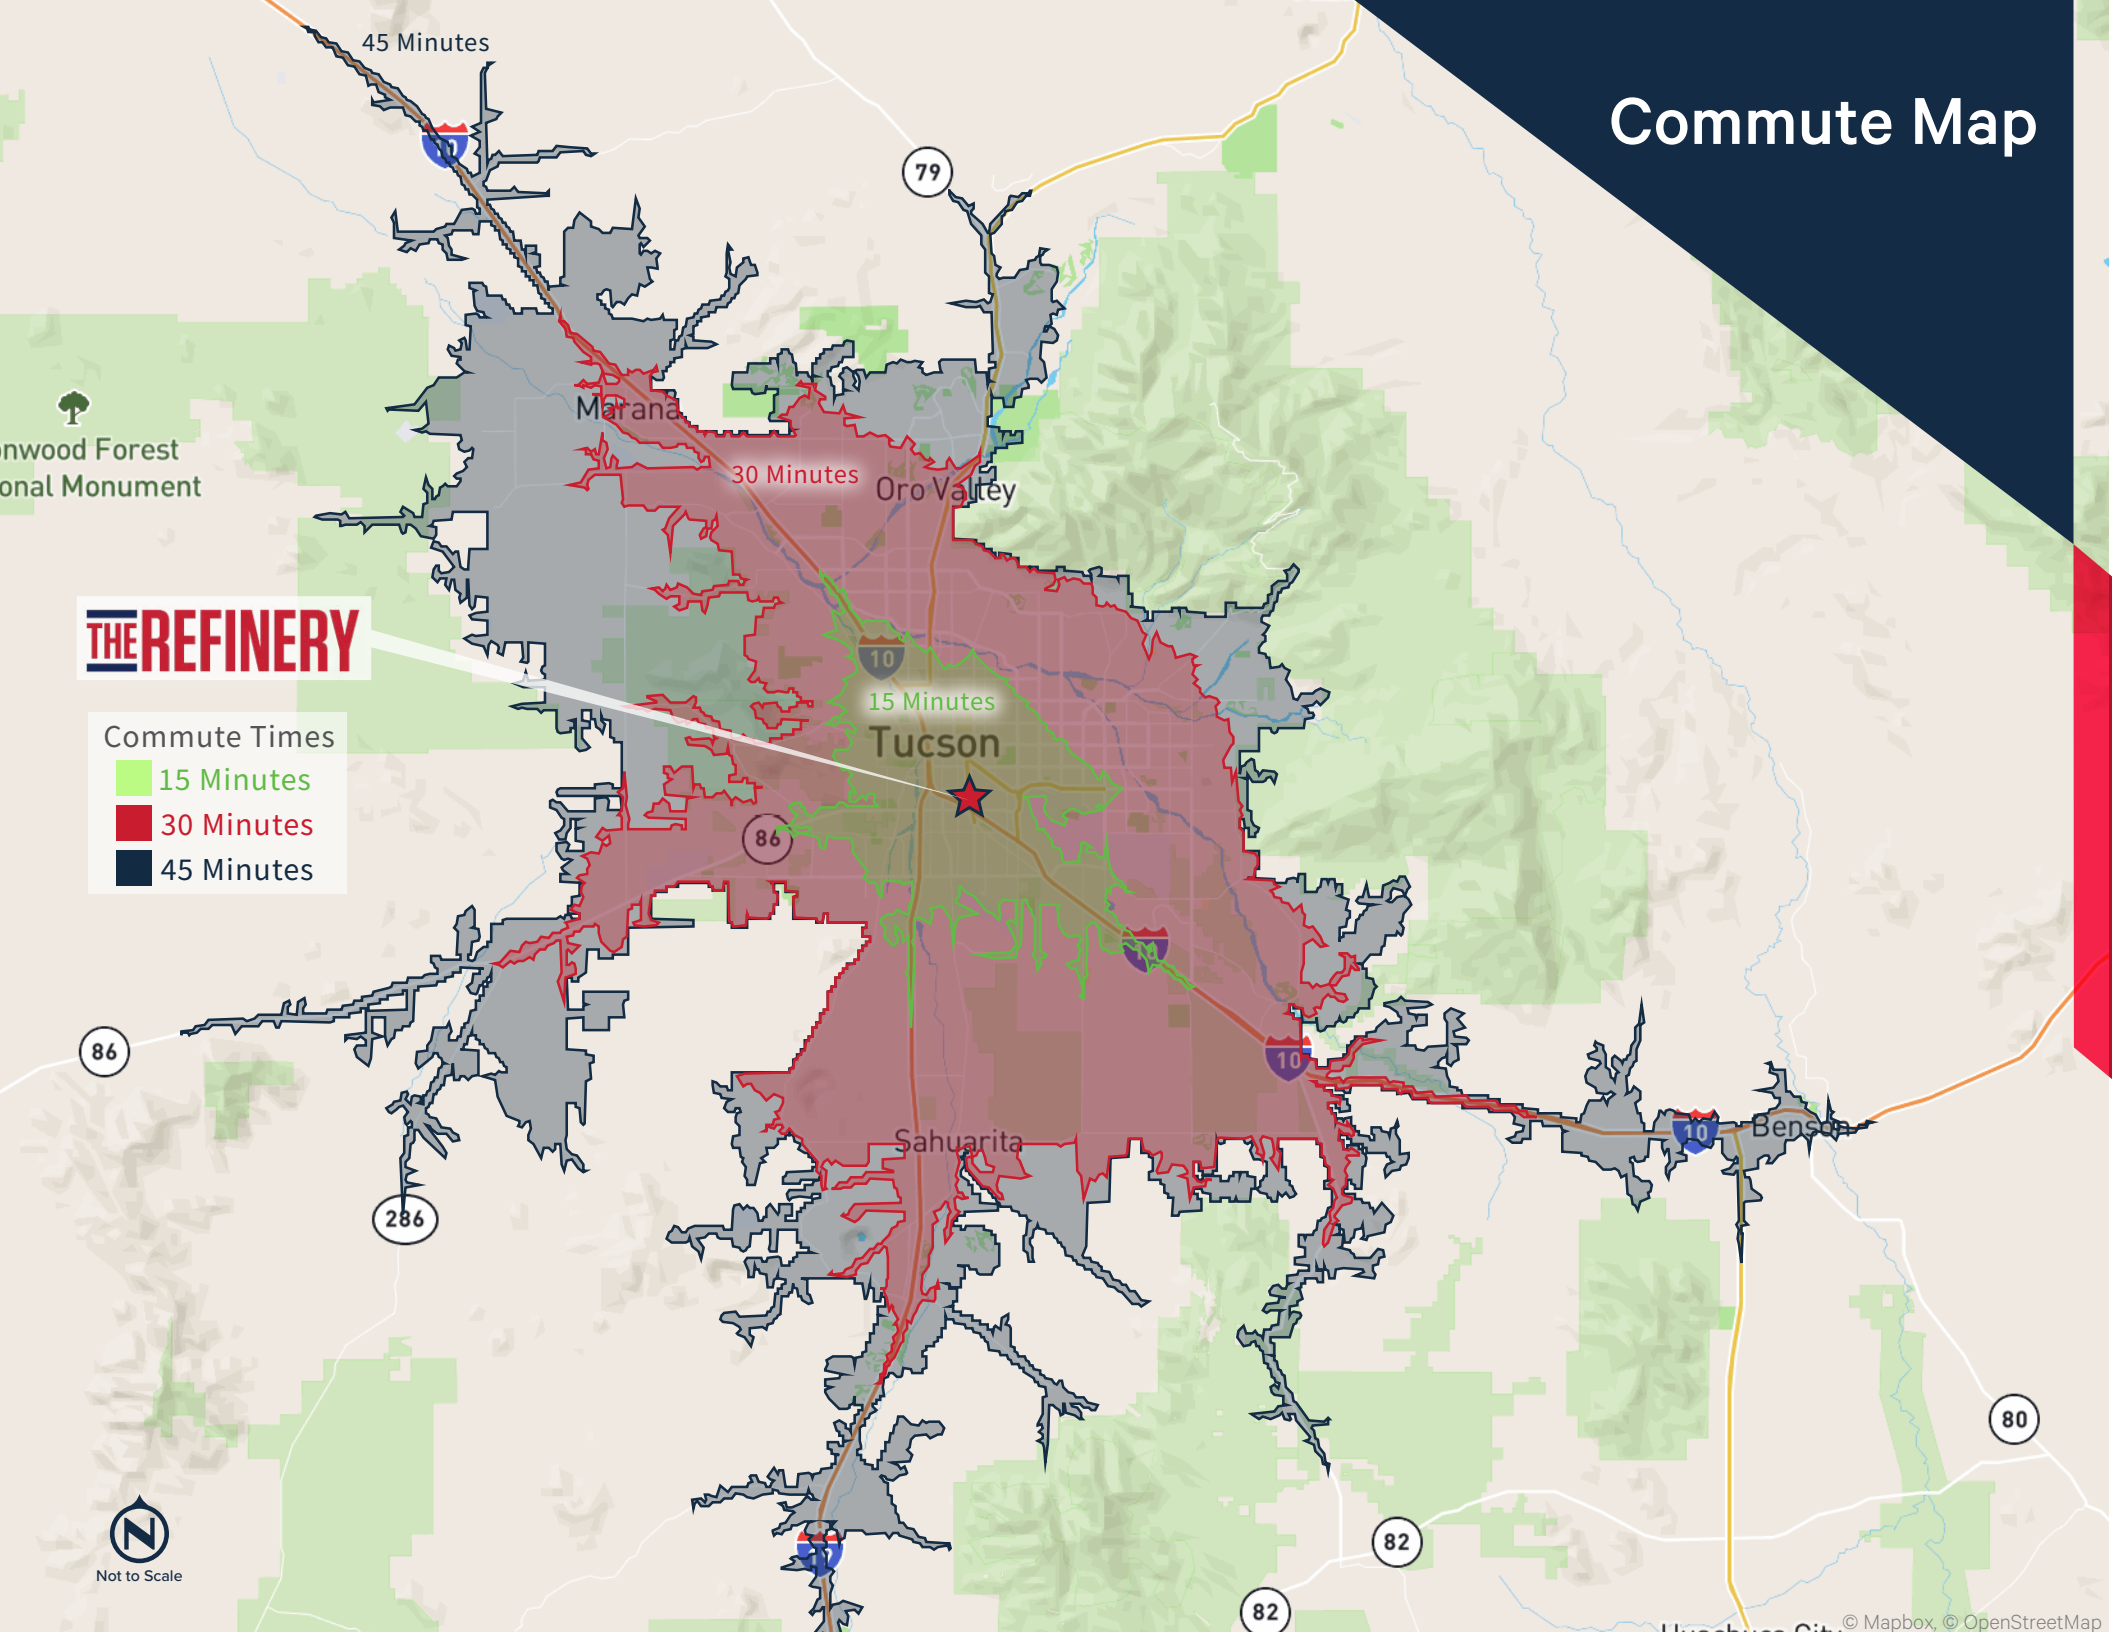 45 Minutes
Commute Map
10
79
Marana
30 Minutes
Oro Valley
onwood Forest
onal Monument
THE REFINERY
10
15 Minutes
Tucson
Commute Times
15 Minutes
30 Minutes
45 Minutes
86
10
86
10
Sahuarita
10
Benson
286
80
N
Not to Scale
82
82
© Mapbox, © OpenStreetMap